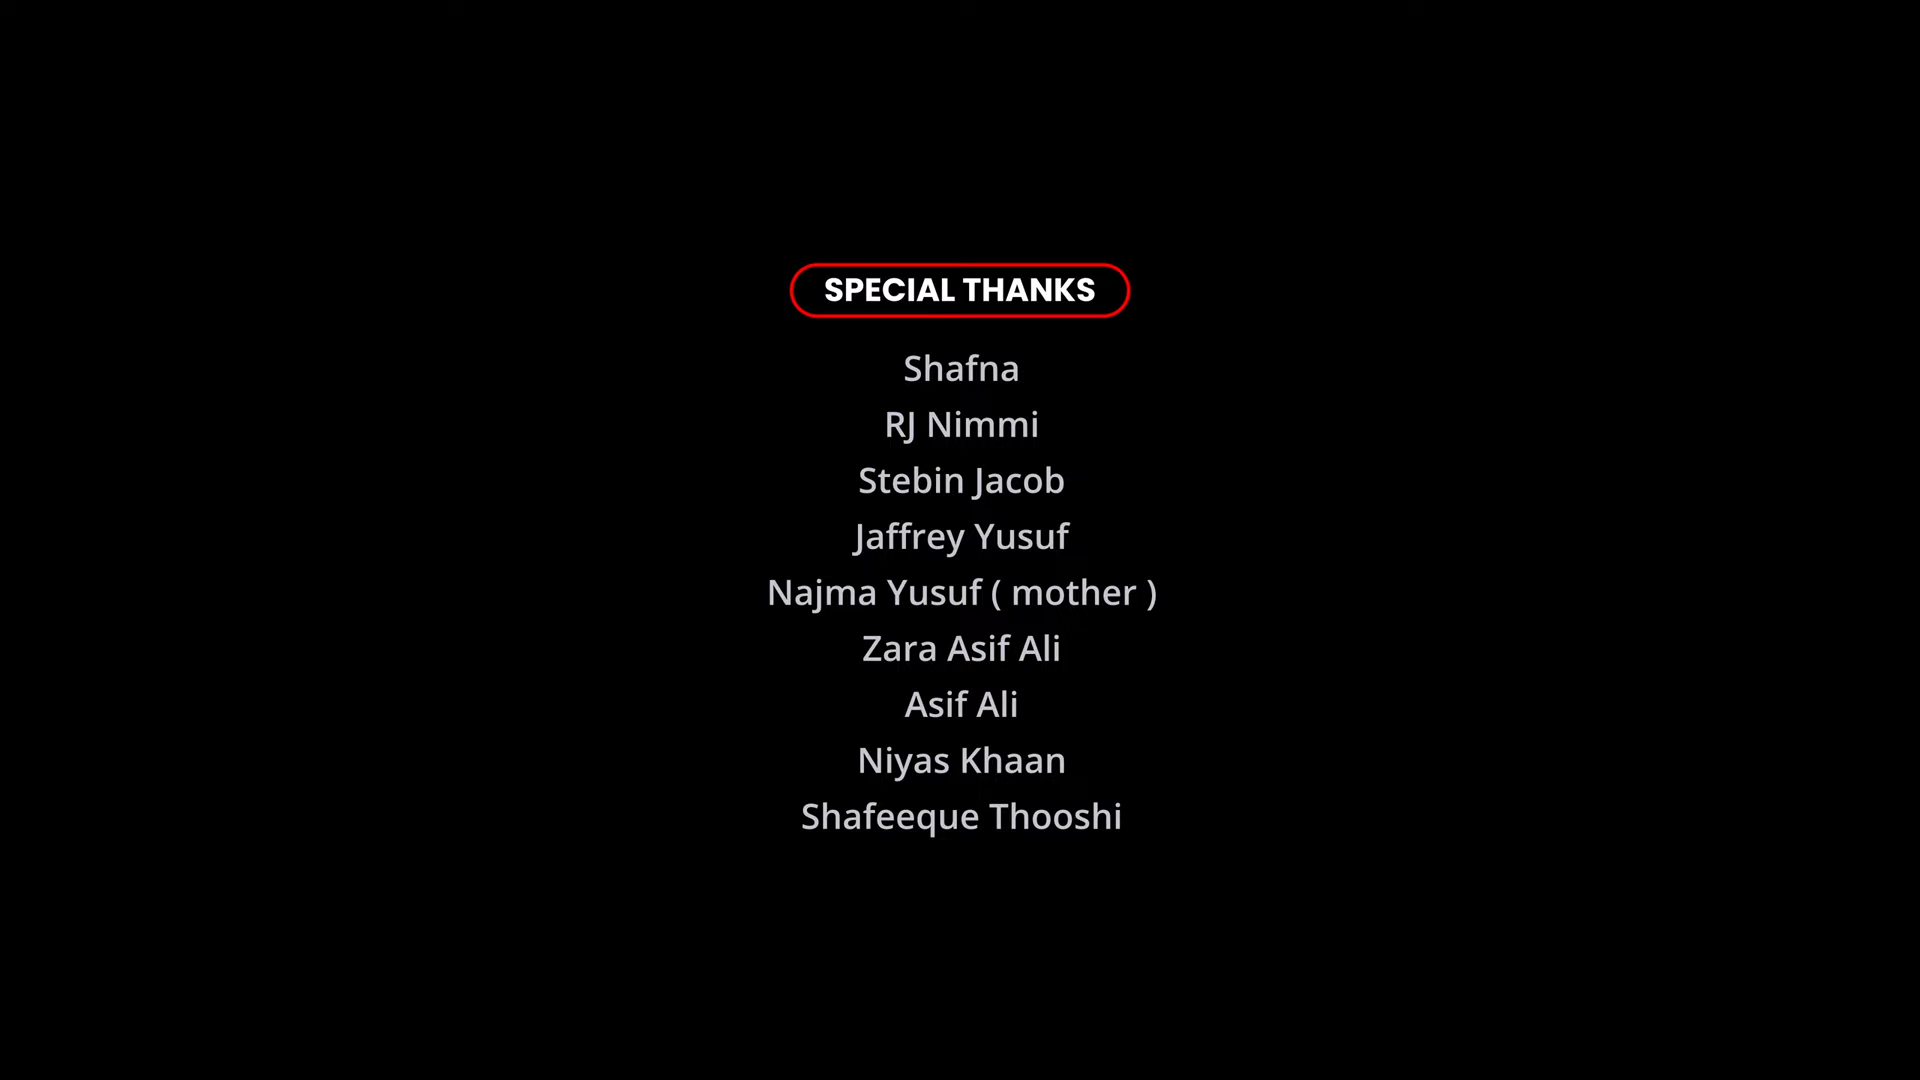 SPECIAL THANKS
Shafna
RJ Nimmi
Stebin Jacob
Jaffrey Yusuf
Najma Yusuf ( mother )
Zara Asif Ali
Asif Ali
Niyas Khaan
Shafeeque Thooshi